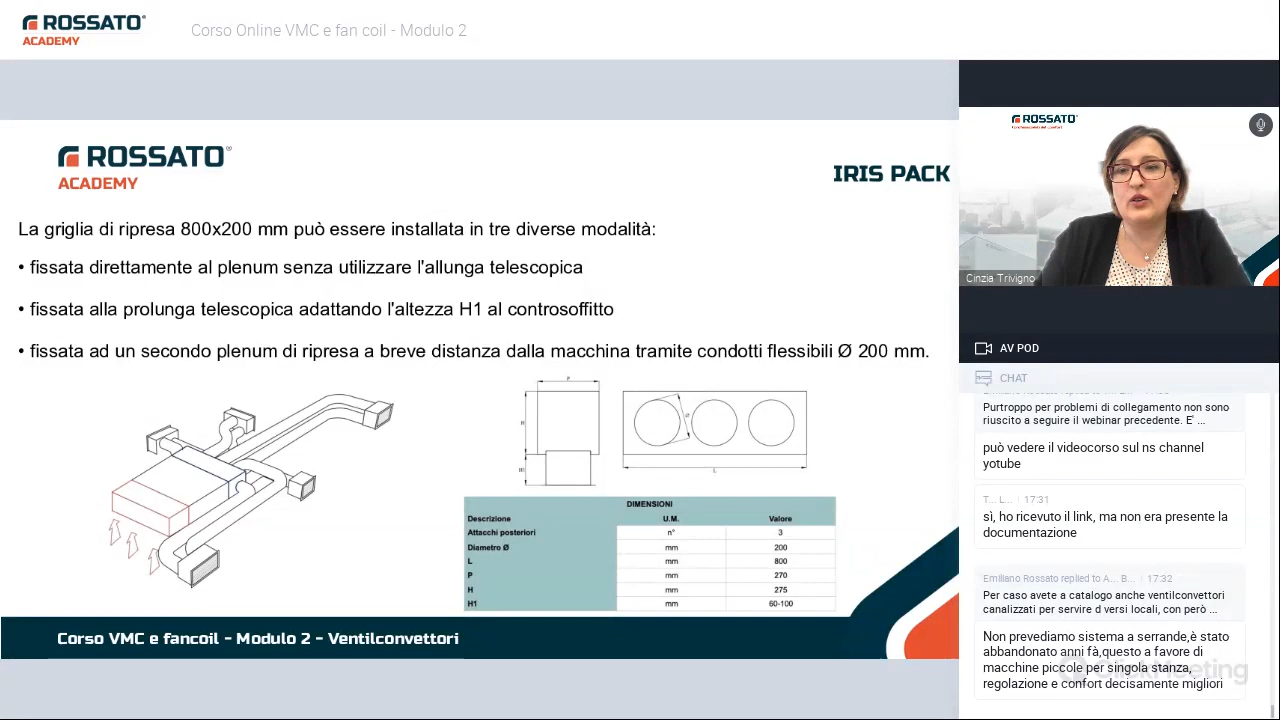 ROSSATO
ACADEMY
Corso Online VMC e fan coil - Modulo 2
ROSSATO®
ACADEMY
IRIS PACK
La griglia di ripresa 800x200 mm può essere installata in tre diverse modalità:
• fissata direttamente al plenum senza utilizzare l'allunga telescopica
• fissata alla prolunga telescopica adattando l'altezza H1 al controsoffitto
• fissata ad un secondo plenum di ripresa a breve distanza dalla macchina tramite condotti flessibili Ø 200 mm.
P
H
H1
Ø
L
DIMENSIONI
Descrizione U.M. Valore
Attacchi posteriori n° 3
Diametro Ø mm 200
L mm 800
P mm 270
H mm 275
H1 mm 60-100
Corso VMC e fancoil - Modulo 2 - Ventilconvettori
ROSSATO
Cinzia Trivigno
AV POD
CHAT
Purtroppo per problemi di collegamento non sono
riuscito a seguire il webinar precedente. E' ...
può vedere il videocorso sul ns channel
yotube
T... L... 17:31
sì, ho ricevuto il link, ma non era presente la
documentazione
Emiliano Rossato replied to A... B... 17:32
Per caso avete a catalogo anche ventilconvettori
canalizzati per servire d versi locali, con però ...
Non prevediamo sistema a serrande,è stato
abbandonato anni fà,questo a favore di
macchine piccole per singola stanza,
regolazione e confort decisamente migliori
ClickMeeting